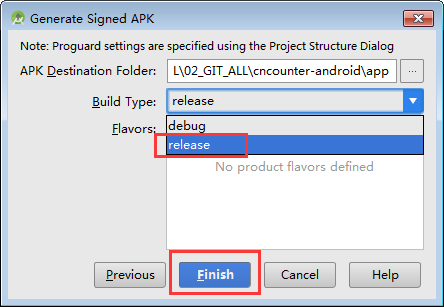 Generate Signed APK
Note: Proguard settings are specified using the Project Structure Dialog
APK Destination Folder: L\02_GIT_ALL\cncounter-android\app ...
Build Type: release
debug
Flavors:
release
No product flavors defined
Previous Finish Cancel Help